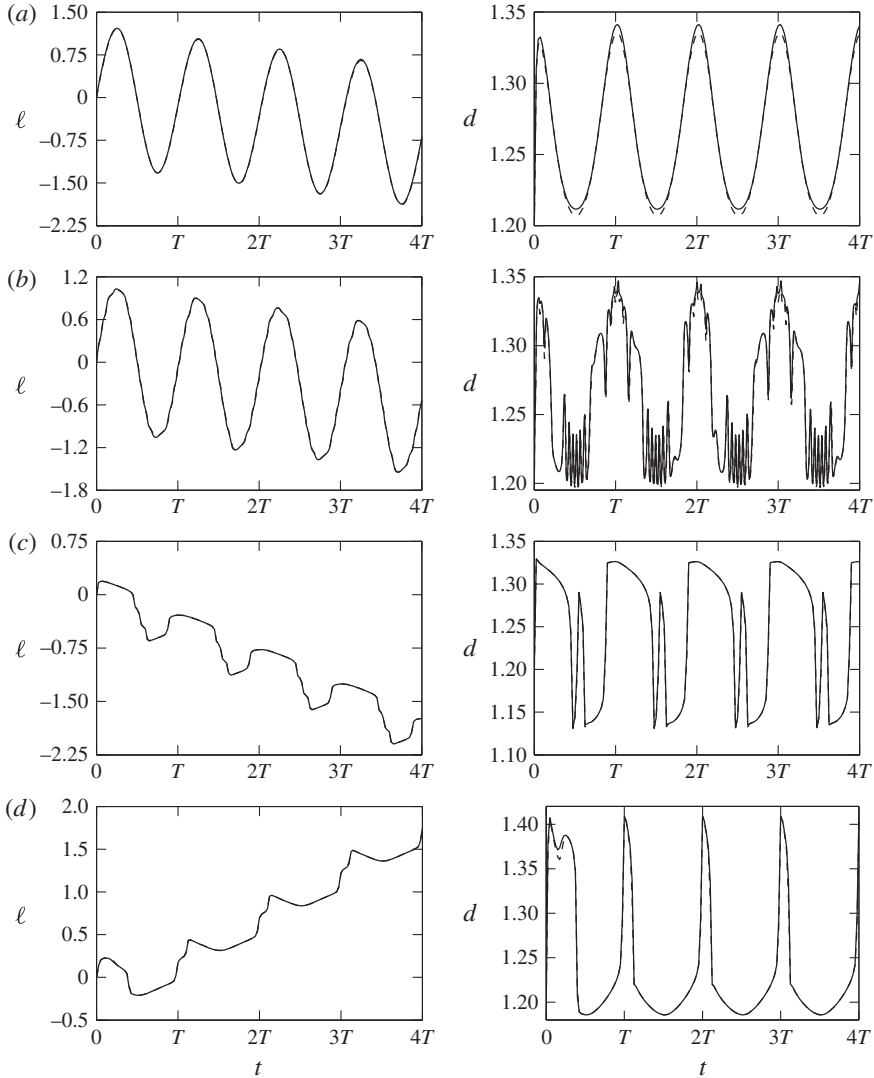 (a)
1.50
0.75
0
ℓ
–0.75
–1.50
–2.25
0 T 2T 3T 4T
1.35
1.30
d
1.25
1.20
0 T 2T 3T 4T
(b)
1.2
0.6
0
ℓ
–0.6
–1.2
–1.8
0 T 2T 3T 4T
1.35
1.30
d
1.25
1.20
0 T 2T 3T 4T
(c)
0.75
0
ℓ
–0.75
–1.50
–2.25
0 T 2T 3T 4T
1.35
1.30
1.25
d
1.20
1.15
1.10
0 T 2T 3T 4T
(d)
2.0
1.5
1.0
ℓ
0.5
0
–0.5
0 T 2T 3T 4T
t
1.40
1.35
d
1.30
1.25
1.20
0 T 2T 3T 4T
t